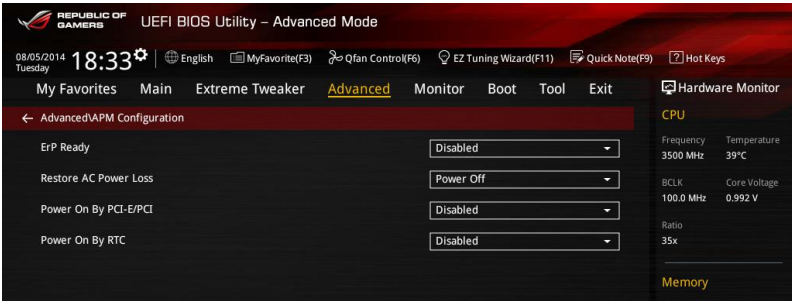 REPUBLIC OF
GAMERS
UEFI BIOS Utility – Advanced Mode
08/05/2014
Tuesday
18:33
English
MyFavorite(F3)
Qfan Control(F6)
EZ Tuning Wizard(F11)
Quick Note(F9)
? Hot Keys
My Favorites Main Extreme Tweaker Advanced Monitor Boot Tool Exit
Hardware Monitor
← Advanced\APM Configuration
ErP Ready Disabled
Restore AC Power Loss Power Off
Power On By PCI-E/PCI Disabled
Power On By RTC Disabled
CPU
Frequency Temperature
3500 MHz 39°C
BCLK Core Voltage
100.0 MHz 0.992 V
Ratio
35x
Memory